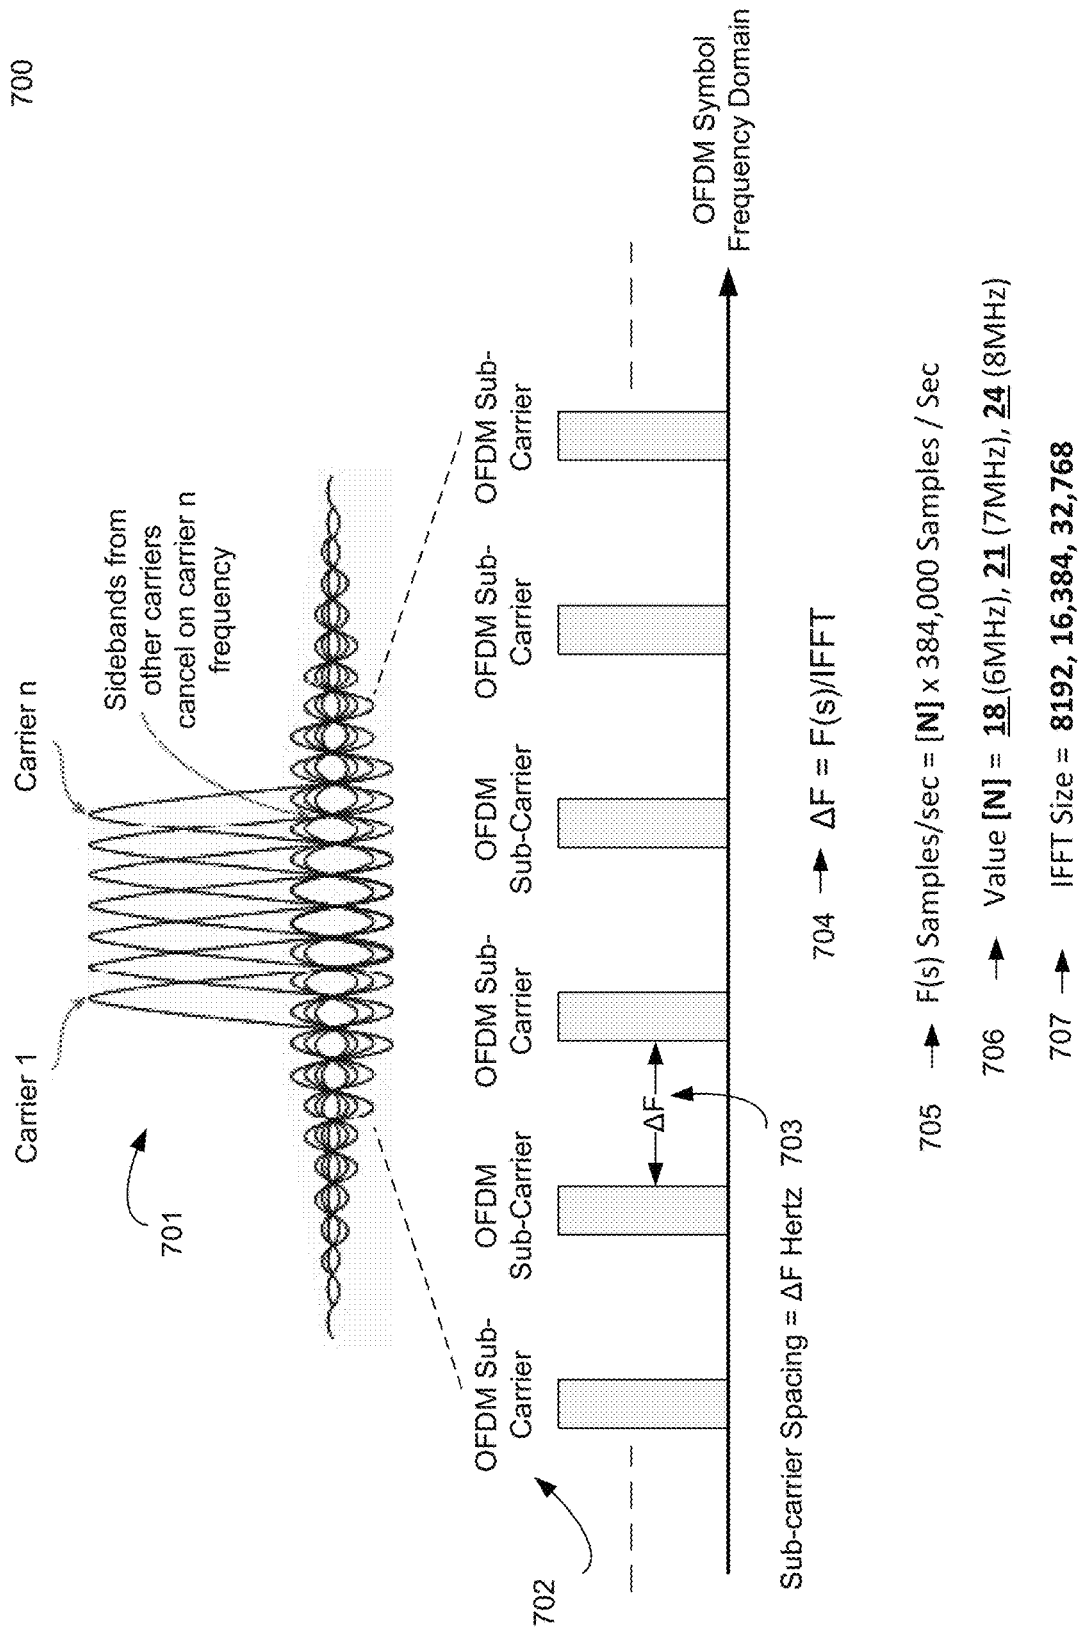 700
Carrier 1
Carrier n
Sidebands from
other carriers
cancel on carrier n
frequency
701
702
OFDM Sub-
Carrier
OFDM
Sub-Carrier
OFDM Sub-
Carrier
OFDM
Sub-Carrier
OFDM Sub-
Carrier
OFDM Sub-
Carrier
ΔF
OFDM Symbol
Frequency Domain
Sub-carrier Spacing = ΔF Hertz 703
704 → ΔF = F(s)/IFFT
705 → F(s) Samples/sec = [N] x 384,000 Samples / Sec
706 → Value [N] = 18 (6MHz), 21 (7MHz), 24 (8MHz)
707 → IFFT Size = 8192, 16,384, 32,768